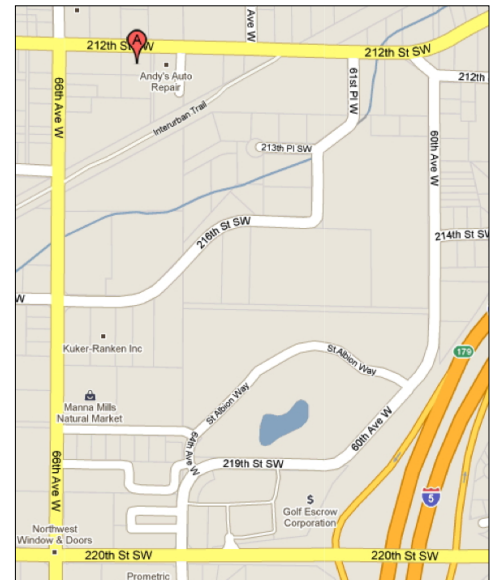 Ave W
212th St SW
A
212th St SW
Andy's Auto
Repair
212th
66th Ave W
61st Pl W
Interurban Trail
60th Ave W
213th Pl SW
216th St SW
214th St SW
W
Kuker-Ranken Inc
179
St Albion Way
Manna Mills
Natural Market
St Albion Way
60th Ave W
64th Ave W
219th St SW
66th Ave W
5
$
Golf Escrow
Corporation
Northwest
Window & Doors
220th St SW
220th St SW
Prometric